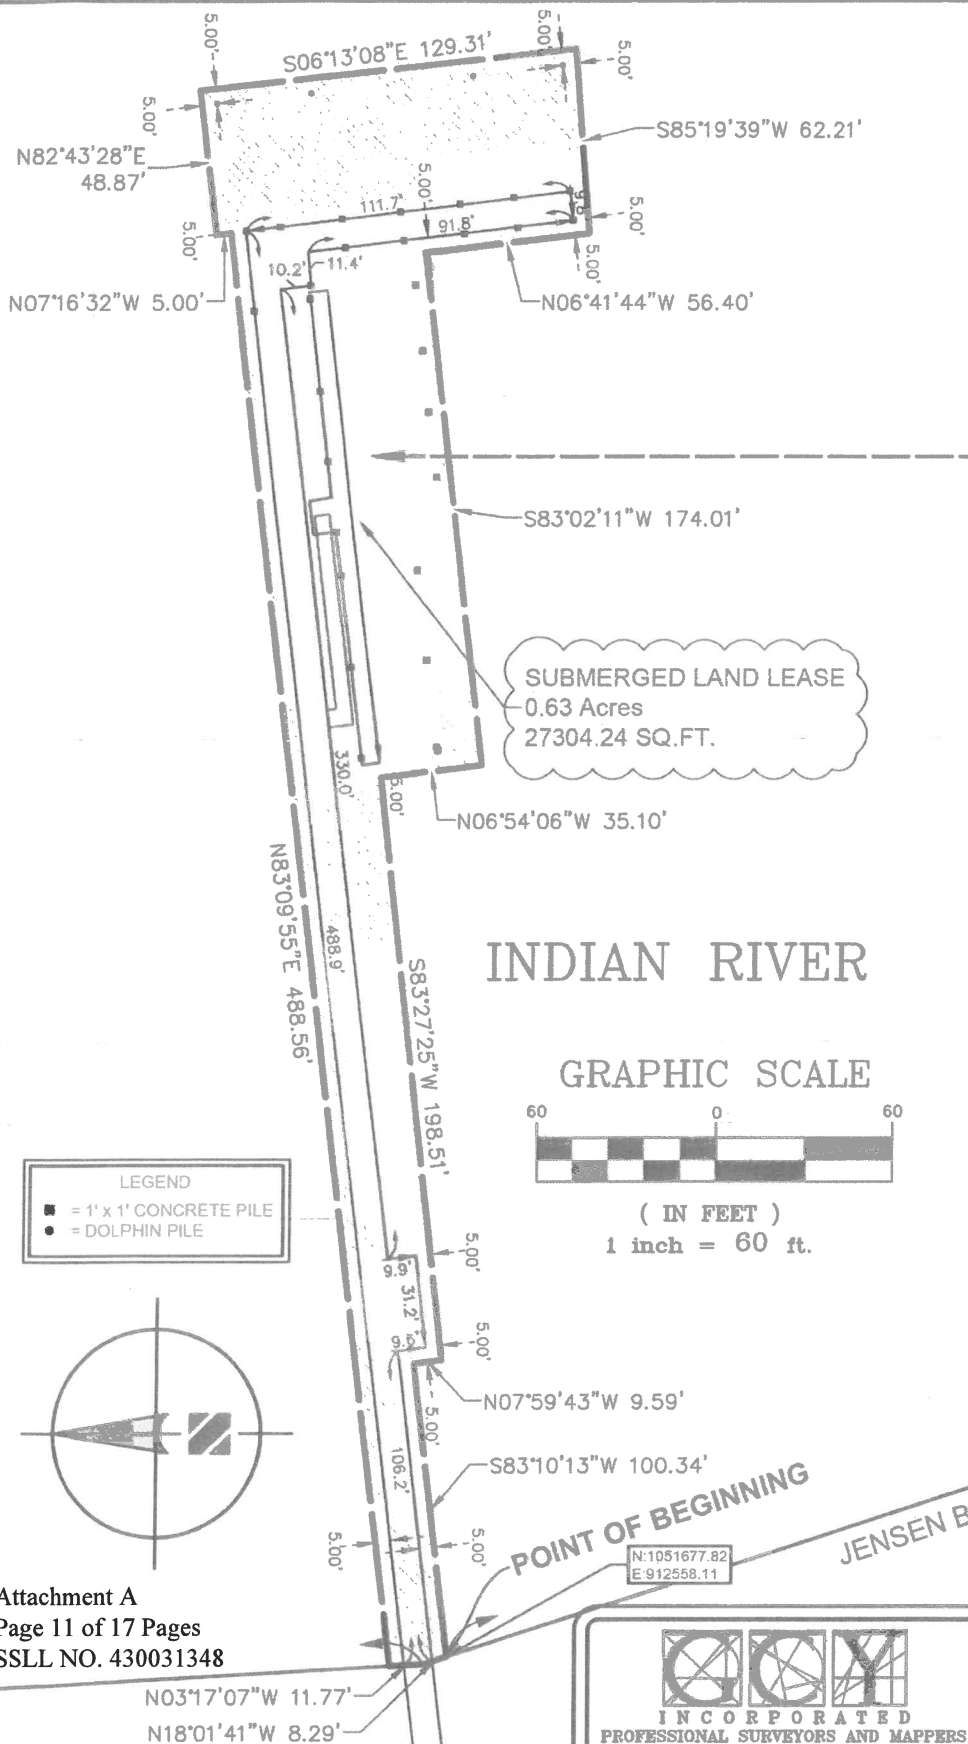 5.00'
S06°13'08"E 129.31'
5.00'
5.00'
5.00'
S85°19'39"W 62.21'
N82°43'28"E
48.87'
5.00'
111.7'
9.8'
91.8'
5.00'
5.00'
5.00'
10.2'
11.4'
N07°16'32"W 5.00'
N06°41'44"W 56.40'
S83°02'11"W 174.01'
SUBMERGED LAND LEASE
0.63 Acres
27304.24 SQ.FT.
330.0'
5.00'
N06°54'06"W 35.10'
N83°09'55"E 488.56'
488.9'
S83°27'25"W 198.51'
INDIAN RIVER
GRAPHIC SCALE
60 0 60
( IN FEET )
1 inch = 60 ft.
LEGEND
= 1' x 1' CONCRETE PILE
= DOLPHIN PILE
5.00'
9.9'
31.2'
5.00'
N07°59'43"W 9.59'
5.00'
106.2'
S83°10'13"W 100.34'
5.00'
5.00'
POINT OF BEGINNING
N:1051677.82
E:912558.11
JENSEN B
Attachment A
Page 11 of 17 Pages
SSLL NO. 430031348
N03°17'07"W 11.77'
N18°01'41"W 8.29'
GCY
INCORPORATED
PROFESSIONAL SURVEYORS AND MAPPERS